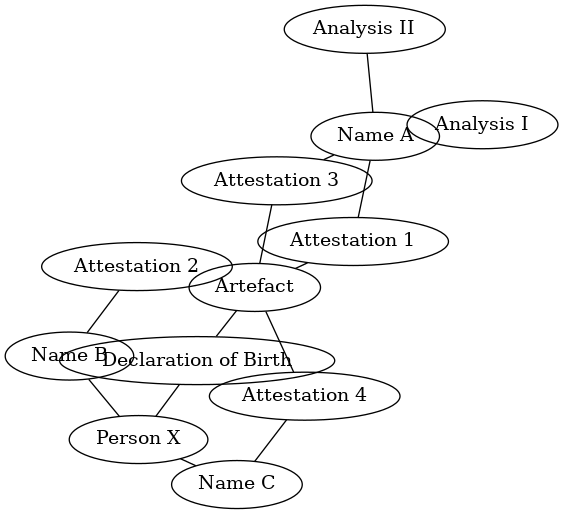 Analysis II
Analysis I
Name A
Attestation 3
Attestation 1
Attestation 2
Artefact
Name B
Declaration of Birth
Attestation 4
Person X
Name C